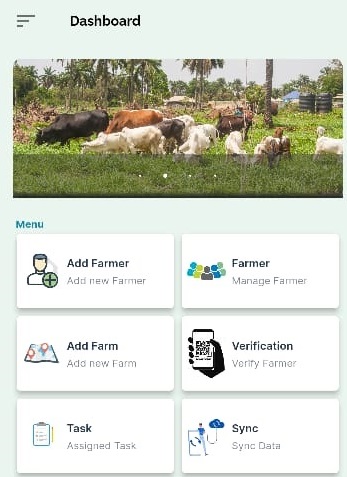 Dashboard
Menu
Add Farmer
Add new Farmer
Farmer
Manage Farmer
Add Farm
Add new Farm
Verification
Verify Farmer
Task
Assigned Task
Sync
Sync Data